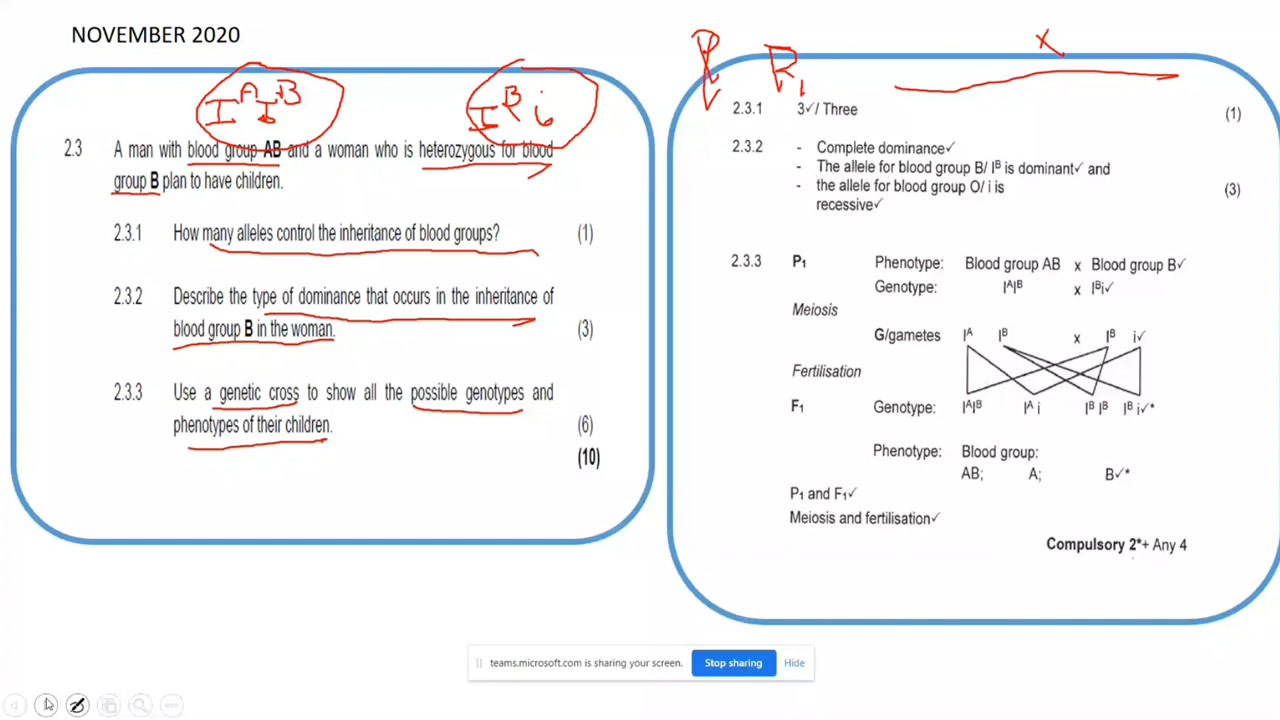 NOVEMBER 2020
I^A I^B
I^B i
2.3 A man with blood group AB and a woman who is heterozygous for blood
group B plan to have children.
2.3.1 How many alleles control the inheritance of blood groups? (1)
2.3.2 Describe the type of dominance that occurs in the inheritance of
blood group B in the woman. (3)
2.3.3 Use a genetic cross to show all the possible genotypes and
phenotypes of their children. (6)
(10)
x
2.3.1 3✓/ Three (1)
2.3.2 - Complete dominance✓
- The allele for blood group B/ I^B is dominant✓ and
- the allele for blood group O/ i is (3)
recessive✓
2.3.3 P₁ Phenotype: Blood group AB x Blood group B✓
Genotype: I^A I^B x I^B i✓
Meiosis
G/gametes I^A I^B x I^B i✓
Fertilisation
F₁ Genotype: I^A I^B I^A i I^B I^B I^B i✓*
Phenotype: Blood group:
AB; A; B✓*
P₁ and F₁✓
Meiosis and fertilisation✓
Compulsory 2*+ Any 4
teams.microsoft.com is sharing your screen. Stop sharing Hide